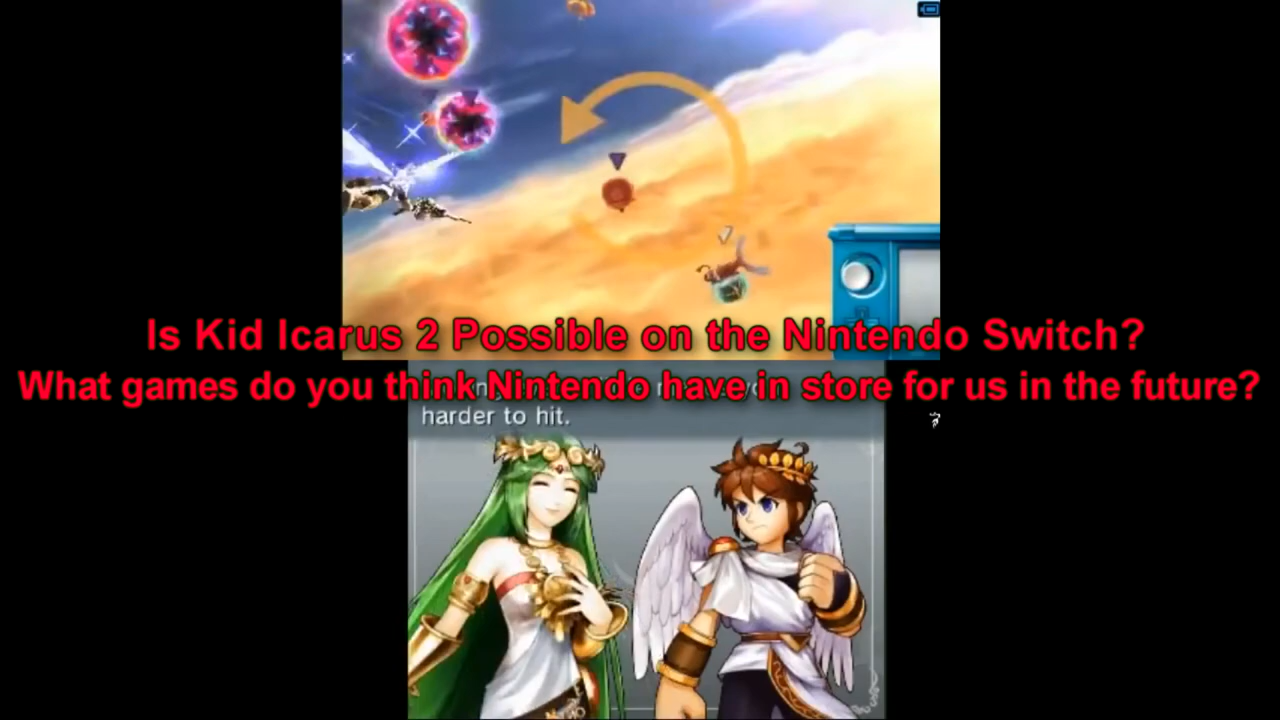 Is Kid Icarus 2 Possible on the Nintendo Switch?
What games do you think Nintendo have in store for us in the future?
harder to hit.